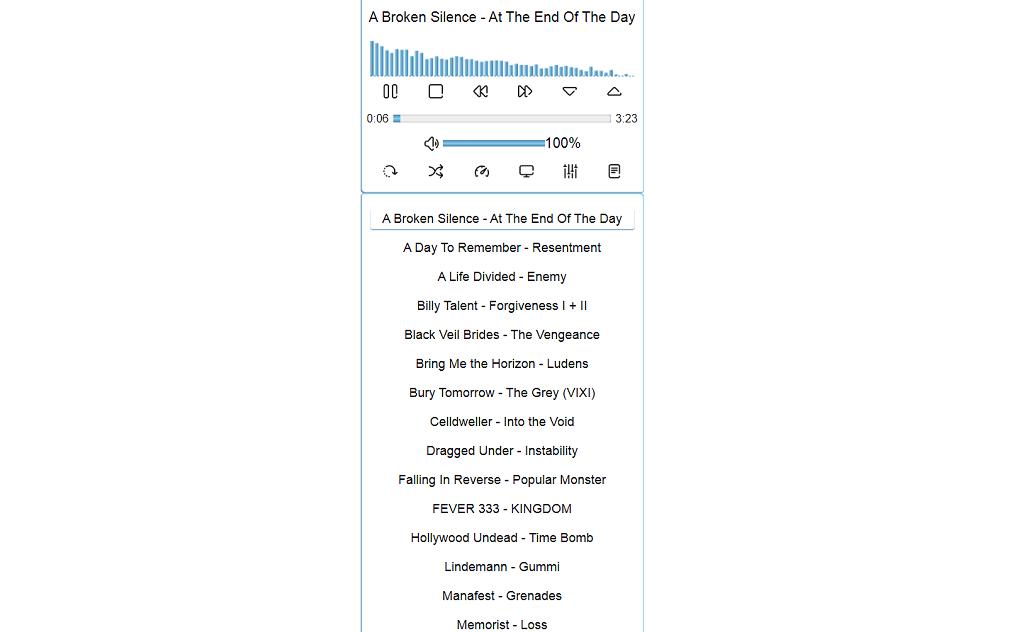 A Broken Silence - At The End Of The Day
0:06 3:23
100%
A Broken Silence - At The End Of The Day
A Day To Remember - Resentment
A Life Divided - Enemy
Billy Talent - Forgiveness I + II
Black Veil Brides - The Vengeance
Bring Me the Horizon - Ludens
Bury Tomorrow - The Grey (VIXI)
Celldweller - Into the Void
Dragged Under - Instability
Falling In Reverse - Popular Monster
FEVER 333 - KINGDOM
Hollywood Undead - Time Bomb
Lindemann - Gummi
Manafest - Grenades
Memorist - Loss